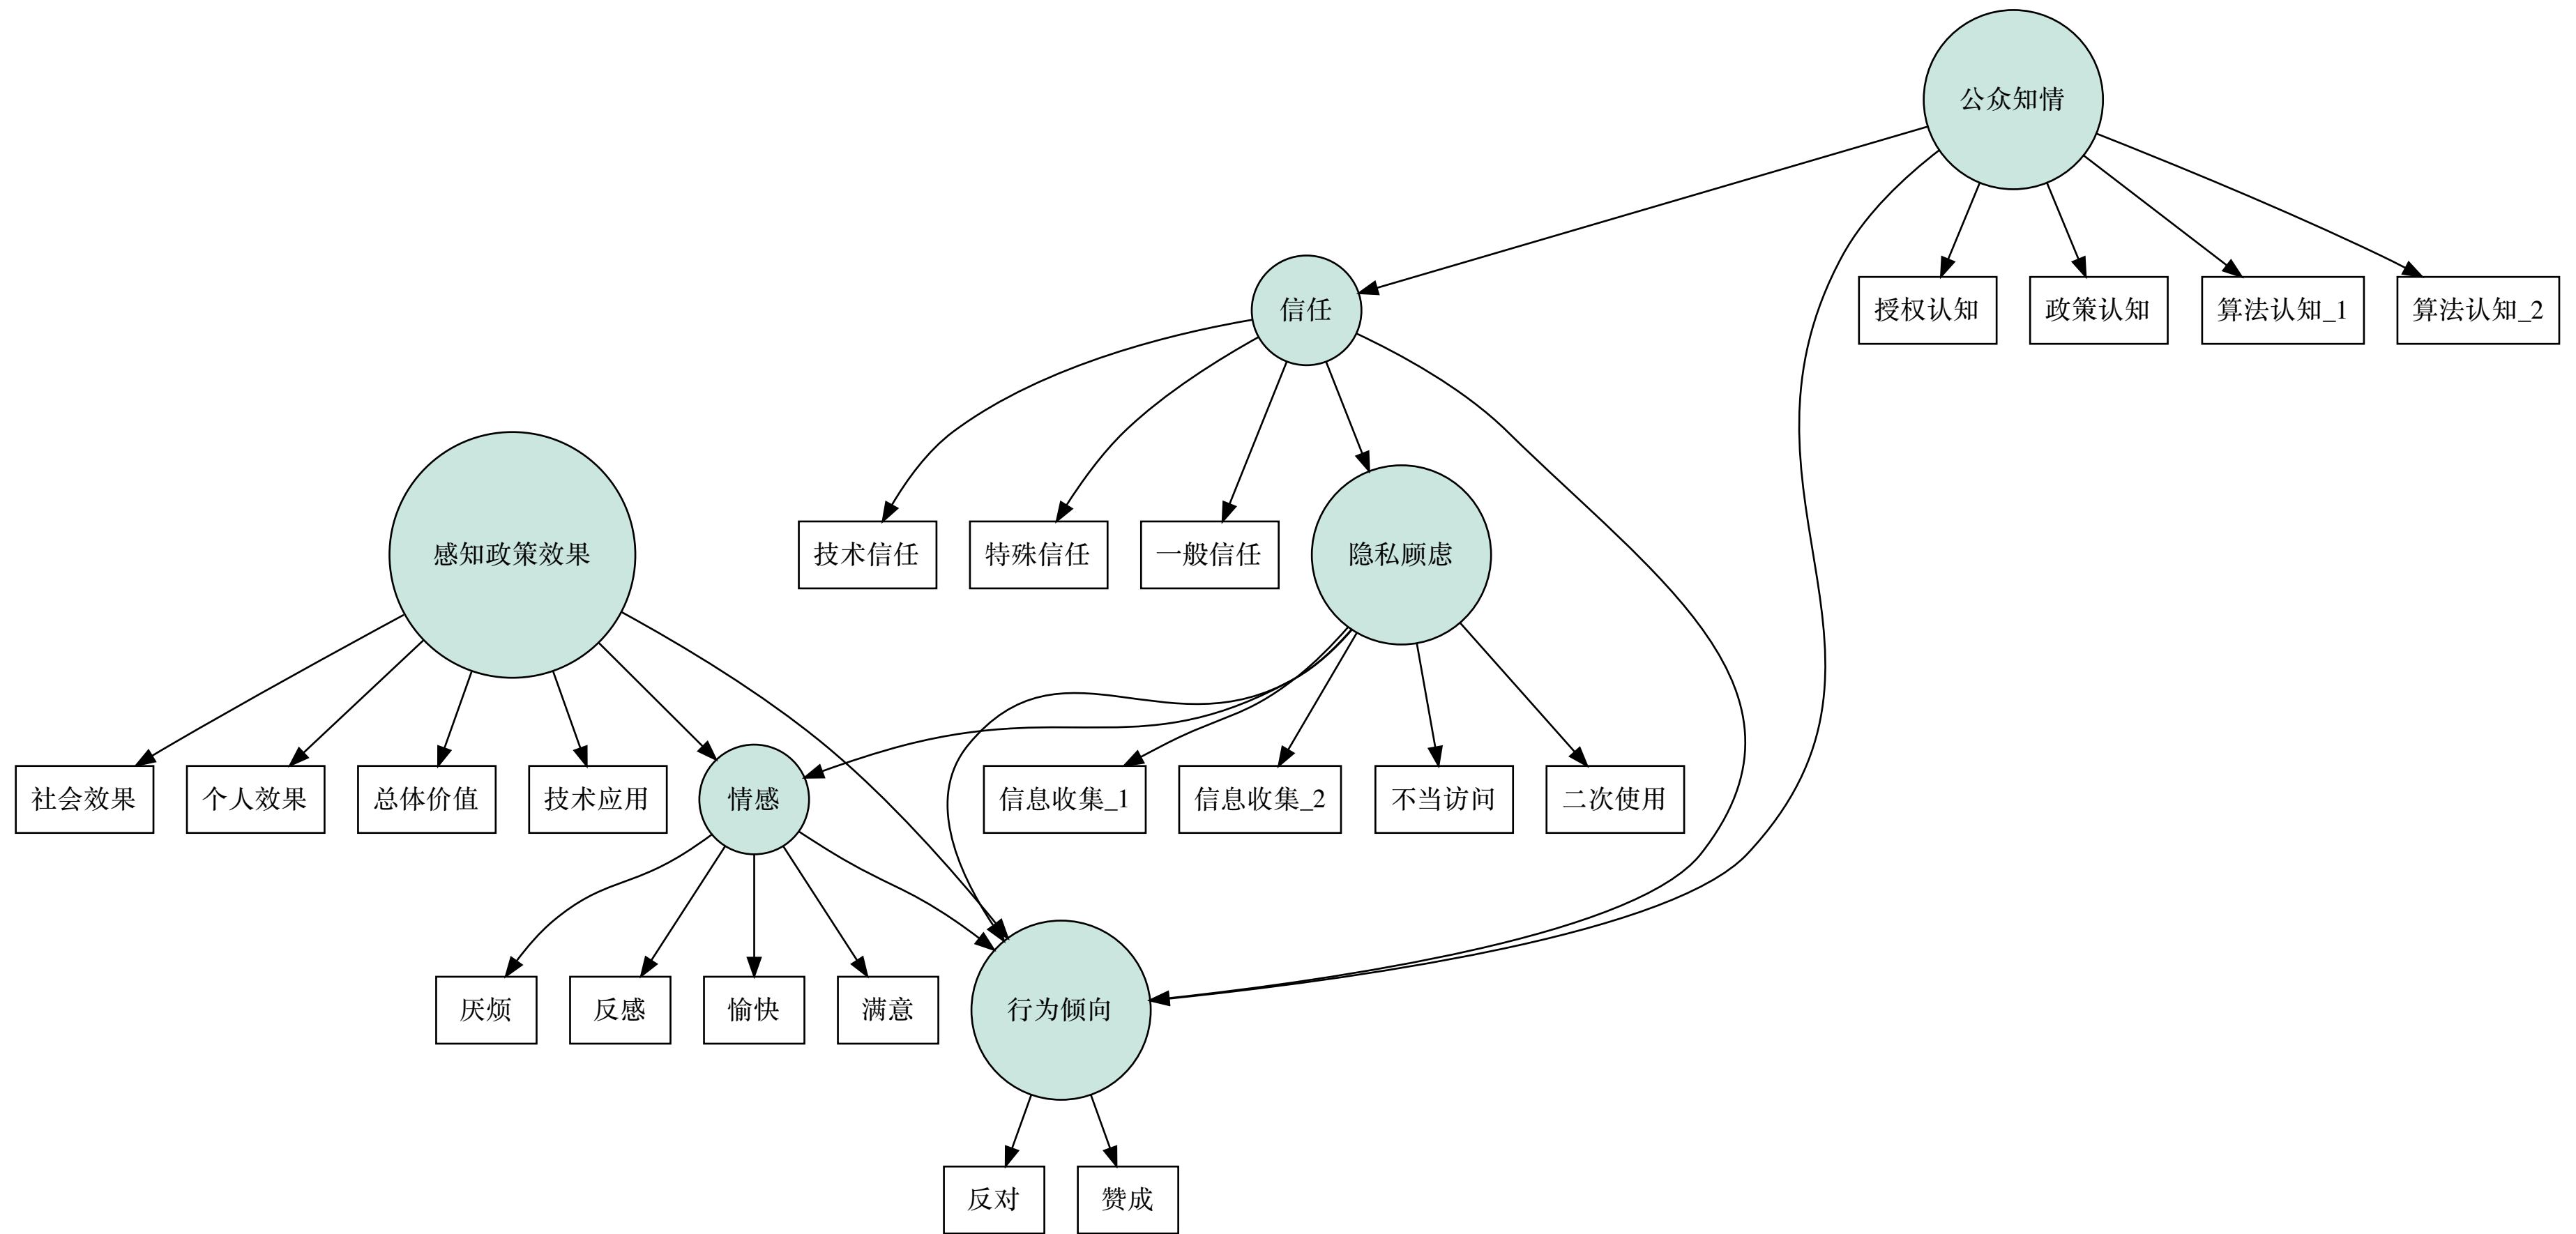 公众知情
信任
授权认知
政策认知
算法认知_1
算法认知_2
感知政策效果
技术信任
特殊信任
一般信任
隐私顾虑
社会效果
个人效果
总体价值
技术应用
情感
信息收集_1
信息收集_2
不当访问
二次使用
厌烦
反感
愉快
满意
行为倾向
反对
赞成